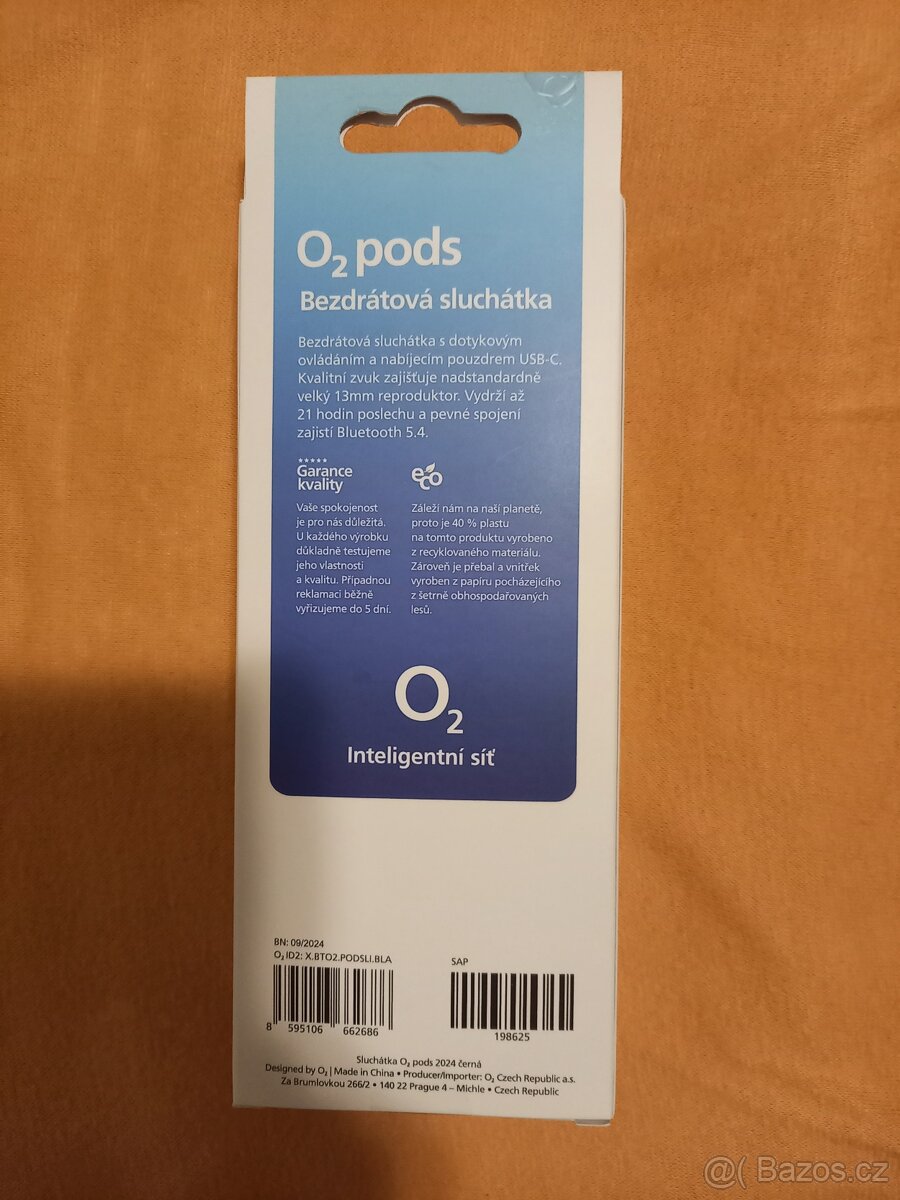 O2 pods
Bezdrátová sluchátka
Bezdrátová sluchátka s dotykovým
ovládáním a nabíjecím pouzdrem USB-C.
Kvalitní zvuk zajišťuje nadstandardně
velký 13mm reproduktor. Vydrží až
21 hodin poslechu a pevné spojení
zajistí Bluetooth 5.4.
Garance
kvality
Vaše spokojenost
je pro nás důležitá.
U každého výrobku
důkladně testujeme
jeho vlastnosti
a kvalitu. Případnou
reklamaci běžně
vyřizujeme do 5 dní.
eco
Záleží nám na naší planetě,
proto je 40 % plastu
na tomto produktu vyrobeno
z recyklovaného materiálu.
Zároveň je přebal a vnitřek
vyroben z papíru pocházejícího
z šetrně obhospodařovaných
lesů.
O2
Inteligentní síť
BN: 09/2024
O2 ID2: X.BTO2.PODSLI.BLA
8 595106 662686
SAP
198625
Sluchátka O2 pods 2024 černá
Designed by O2 | Made in China • Producer/Importer: O2 Czech Republic a.s.
Za Brumlovkou 266/2 • 140 22 Prague 4 – Michle • Czech Republic
@( Bazos.cz